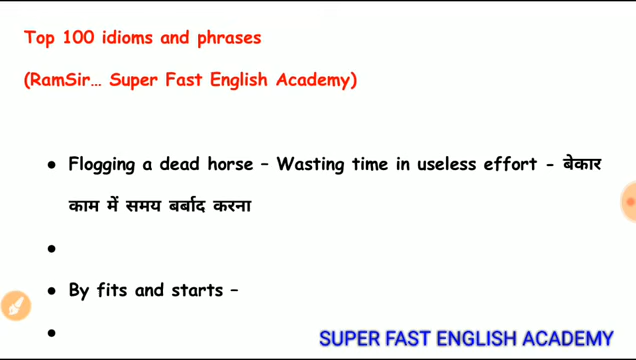 Top 100 idioms and phrases
(RamSir... Super Fast English Academy)
● Flogging a dead horse – Wasting time in useless effort - बेकार
काम में समय बर्बाद करना
●
● By fits and starts –
●
SUPER FAST ENGLISH ACADEMY